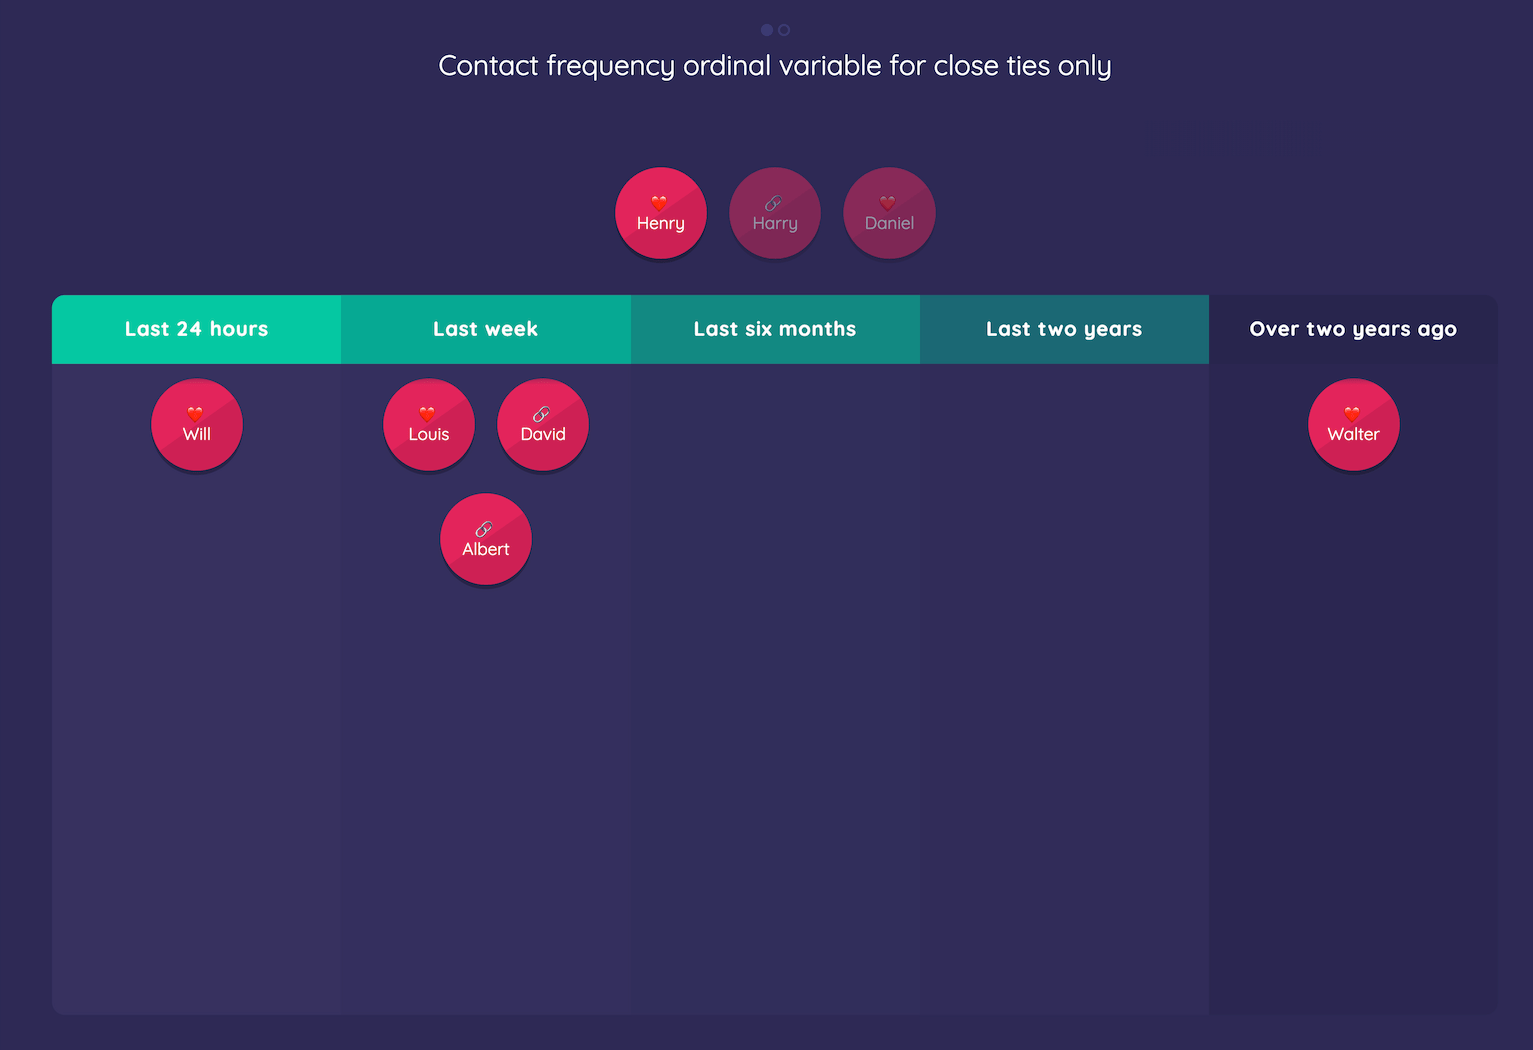 Contact frequency ordinal variable for close ties only
Henry
Harry
Daniel
Last 24 hours
Last week
Last six months
Last two years
Over two years ago
Will
Louis
David
Walter
Albert